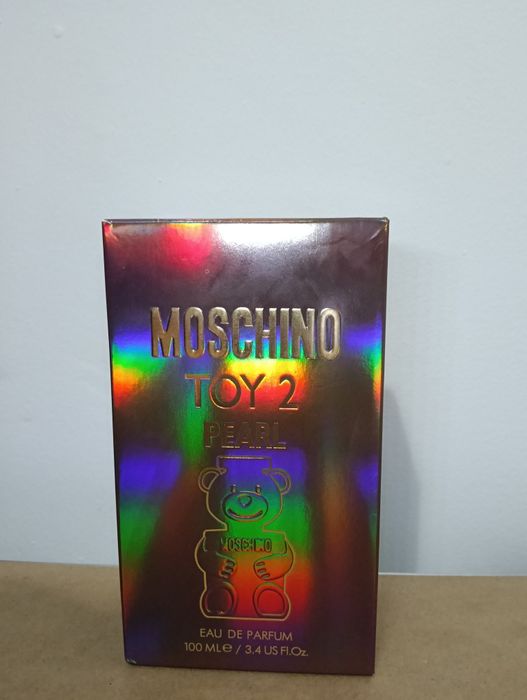 MOSCHINO
TOY 2
PEARL
MOSCHINO
EAU DE PARFUM
100 ML℮ / 3.4 US Fl.Oz.